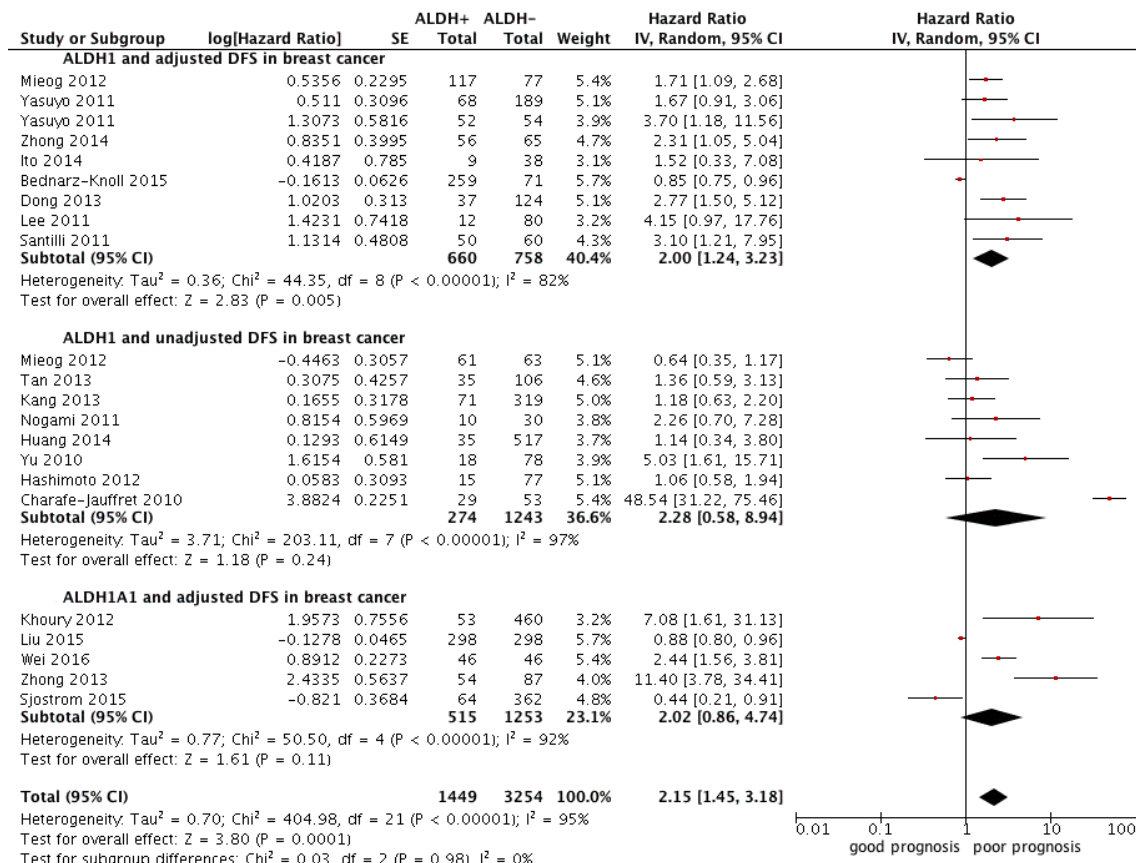 ALDH+ ALDH− Hazard Ratio Hazard Ratio
Study or Subgroup log[Hazard Ratio] SE Total Total Weight IV, Random, 95% CI IV, Random, 95% CI
ALDH1 and adjusted DFS in breast cancer
Mieog 2012 0.5356 0.2295 117 77 5.4% 1.71 [1.09, 2.68]
Yasuyo 2011 0.511 0.3096 68 189 5.1% 1.67 [0.91, 3.06]
Yasuyo 2011 1.3073 0.5816 52 54 3.9% 3.70 [1.18, 11.56]
Zhong 2014 0.8351 0.3995 56 65 4.7% 2.31 [1.05, 5.04]
Ito 2014 0.4187 0.785 9 38 3.1% 1.52 [0.33, 7.08]
Bednarz-Knoll 2015 −0.1613 0.0626 259 71 5.7% 0.85 [0.75, 0.96]
Dong 2013 1.0203 0.313 37 124 5.1% 2.77 [1.50, 5.12]
Lee 2011 1.4231 0.7418 12 80 3.2% 4.15 [0.97, 17.76]
Santilli 2011 1.1314 0.4808 50 60 4.3% 3.10 [1.21, 7.95]
Subtotal (95% CI) 660 758 40.4% 2.00 [1.24, 3.23]
Heterogeneity: Tau² = 0.36; Chi² = 44.35, df = 8 (P < 0.00001); I² = 82%
Test for overall effect: Z = 2.83 (P = 0.005)
ALDH1 and unadjusted DFS in breast cancer
Mieog 2012 −0.4463 0.3057 61 63 5.1% 0.64 [0.35, 1.17]
Tan 2013 0.3075 0.4257 35 106 4.6% 1.36 [0.59, 3.13]
Kang 2013 0.1655 0.3178 71 319 5.0% 1.18 [0.63, 2.20]
Nogami 2011 0.8154 0.5969 10 30 3.8% 2.26 [0.70, 7.28]
Huang 2014 0.1293 0.6149 35 517 3.7% 1.14 [0.34, 3.80]
Yu 2010 1.6154 0.581 18 78 3.9% 5.03 [1.61, 15.71]
Hashimoto 2012 0.0583 0.3093 15 77 5.1% 1.06 [0.58, 1.94]
Charafe-Jauffret 2010 3.8824 0.2251 29 53 5.4% 48.54 [31.22, 75.46]
Subtotal (95% CI) 274 1243 36.6% 2.28 [0.58, 8.94]
Heterogeneity: Tau² = 3.71; Chi² = 203.11, df = 7 (P < 0.00001); I² = 97%
Test for overall effect: Z = 1.18 (P = 0.24)
ALDH1A1 and adjusted DFS in breast cancer
Khoury 2012 1.9573 0.7556 53 460 3.2% 7.08 [1.61, 31.13]
Liu 2015 −0.1278 0.0465 298 298 5.7% 0.88 [0.80, 0.96]
Wei 2016 0.8912 0.2273 46 46 5.4% 2.44 [1.56, 3.81]
Zhong 2013 2.4335 0.5637 54 87 4.0% 11.40 [3.78, 34.41]
Sjostrom 2015 −0.821 0.3684 64 362 4.8% 0.44 [0.21, 0.91]
Subtotal (95% CI) 515 1253 23.1% 2.02 [0.86, 4.74]
Heterogeneity: Tau² = 0.77; Chi² = 50.50, df = 4 (P < 0.00001); I² = 92%
Test for overall effect: Z = 1.61 (P = 0.11)
Total (95% CI) 1449 3254 100.0% 2.15 [1.45, 3.18]
Heterogeneity: Tau² = 0.70; Chi² = 404.98, df = 21 (P < 0.00001); I² = 95%
Test for overall effect: Z = 3.80 (P = 0.0001)
Test for subgroup differences: Chi² = 0.03, df = 2 (P = 0.98), I² = 0%
0.01 0.1 1 10 100
good prognosis poor prognosis